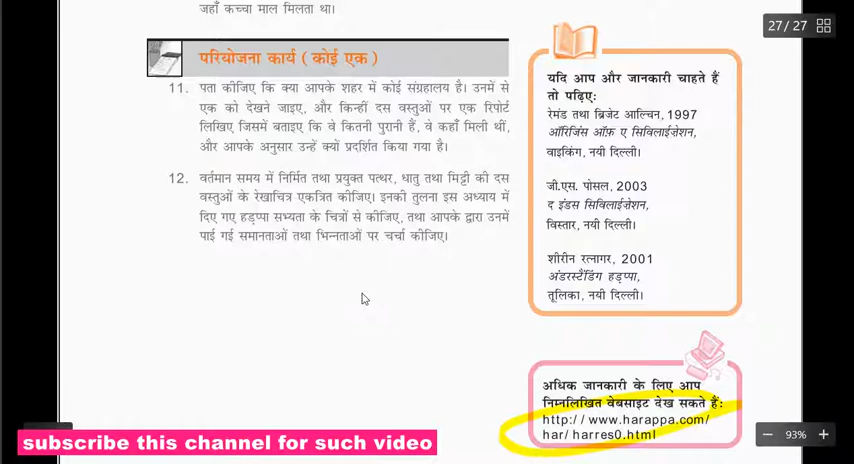 जहाँ कच्चा माल मिलता था।
परियोजना कार्य (कोई एक)
11. पता कीजिए कि क्या आपके शहर में कोई संग्रहालय है। उनमें से
एक को देखने जाइए, और किन्हीं दस वस्तुओं पर एक रिपोर्ट
लिखिए जिसमें बताइए कि वे कितनी पुरानी हैं, वे कहाँ मिली थीं,
और आपके अनुसार उन्हें क्यों प्रदर्शित किया गया है।
12. वर्तमान समय में निर्मित तथा प्रयुक्त पत्थर, धातु तथा मिट्टी की दस
वस्तुओं के रेखाचित्र एकत्रित कीजिए। इनकी तुलना इस अध्याय में
दिए गए हड़प्पा सभ्यता के चित्रों से कीजिए, तथा आपके द्वारा उनमें
पाई गई समानताओं तथा भिन्नताओं पर चर्चा कीजिए।
27/27
यदि आप और जानकारी चाहते हैं
तो पढ़िए:
रेमंड तथा ब्रिजेट आल्चिन, 1997
ऑरिजिंस ऑफ़ ए सिविलाईज़ेशन,
वाइकिंग, नयी दिल्ली।
जी.एस. पोसल, 2003
द इंडस सिविलाईज़ेशन,
विस्तार, नयी दिल्ली।
शीरीन रत्नागर, 2001
अंडरस्टैंडिंग हड़प्पा,
तूलिका, नयी दिल्ली।
अधिक जानकारी के लिए आप
निम्नलिखित वेबसाइट देख सकते हैं:
http://www.harappa.com/
har/harres0.html
93%
subscribe this channel for such video